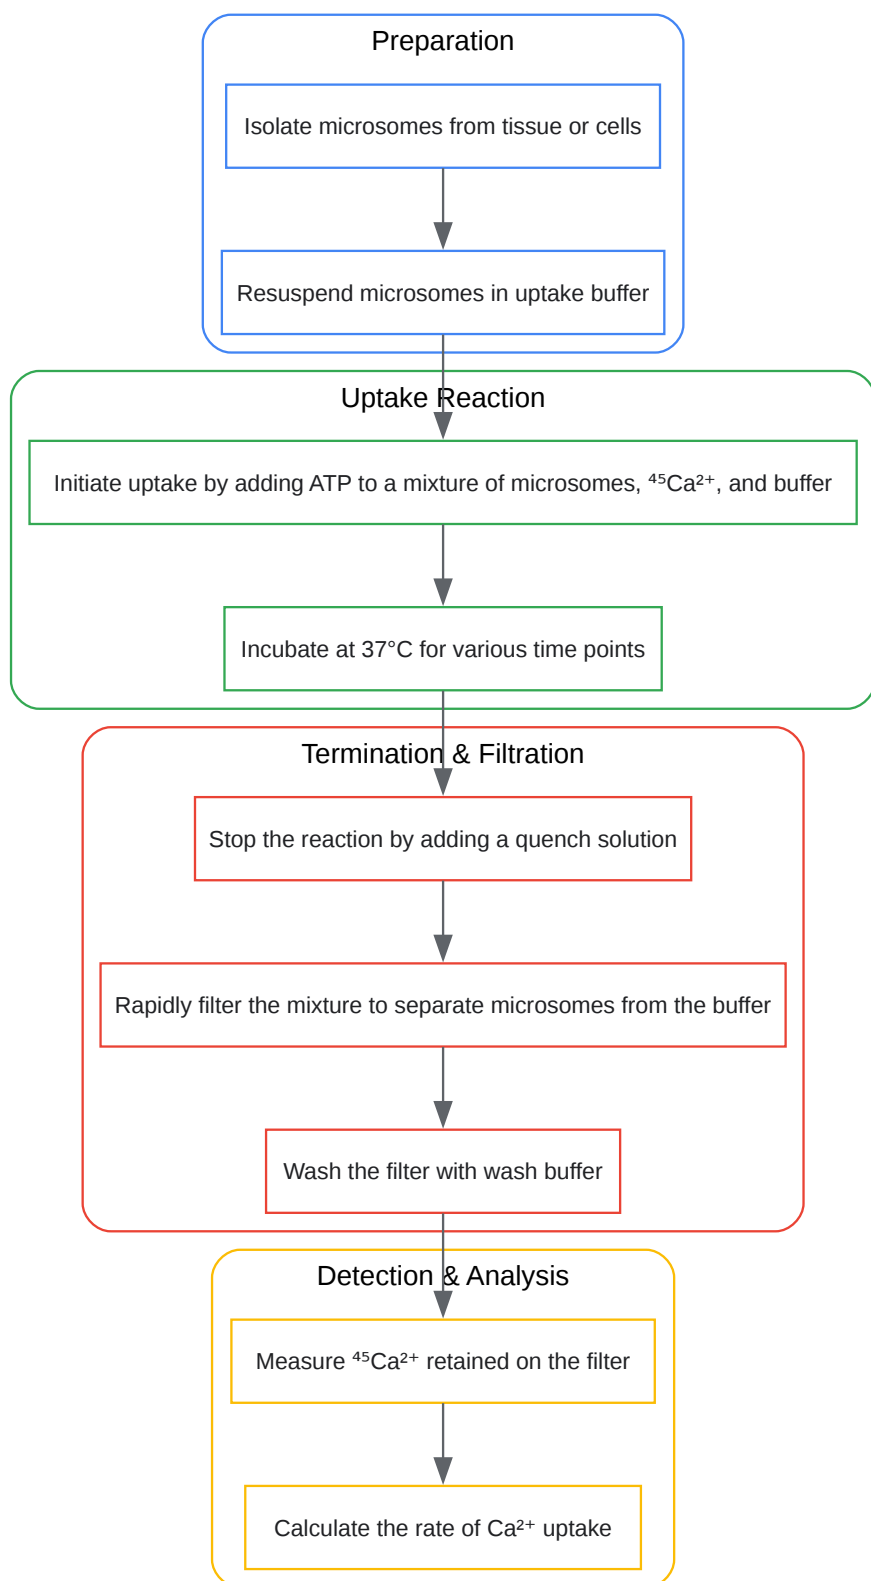 Preparation
Isolate microsomes from tissue or cells
Resuspend microsomes in uptake buffer
Uptake Reaction
Initiate uptake by adding ATP to a mixture of microsomes, ⁴⁵Ca²⁺, and buffer
Incubate at 37°C for various time points
Termination & Filtration
Stop the reaction by adding a quench solution
Rapidly filter the mixture to separate microsomes from the buffer
Wash the filter with wash buffer
Detection & Analysis
Measure ⁴⁵Ca²⁺ retained on the filter
Calculate the rate of Ca²⁺ uptake